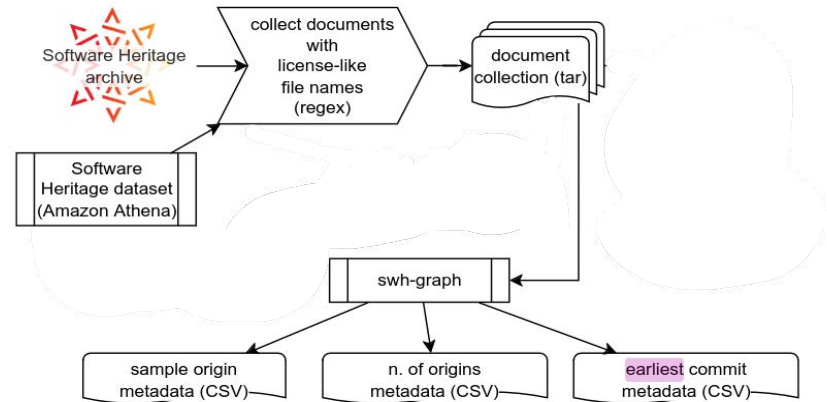 Software Heritage
archive
collect documents
with
license-like
file names
(regex)
document
collection (tar)
Software
Heritage dataset
(Amazon Athena)
swh-graph
sample origin
metadata (CSV)
n. of origins
metadata (CSV)
earliest commit
metadata (CSV)